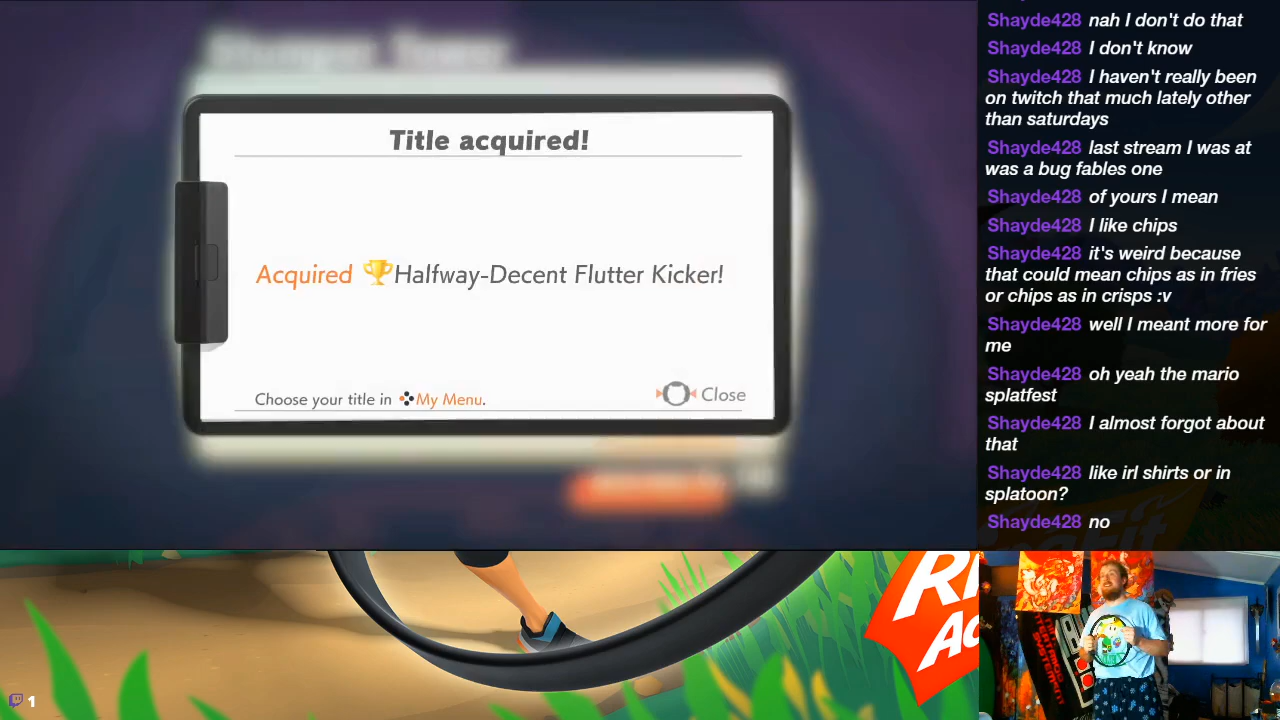 Title acquired!
Acquired 🏆Halfway-Decent Flutter Kicker!
Choose your title in My Menu.
Close
Shayde428 nah I don't do that
Shayde428 I don't know
Shayde428 I haven't really been
on twitch that much lately other
than saturdays
Shayde428 last stream I was at
was a bug fables one
Shayde428 of yours I mean
Shayde428 I like chips
Shayde428 it's weird because
that could mean chips as in fries
or chips as in crisps :v
Shayde428 well I meant more for
me
Shayde428 oh yeah the mario
splatfest
Shayde428 I almost forgot about
that
Shayde428 like irl shirts or in
splatoon?
Shayde428 no
1